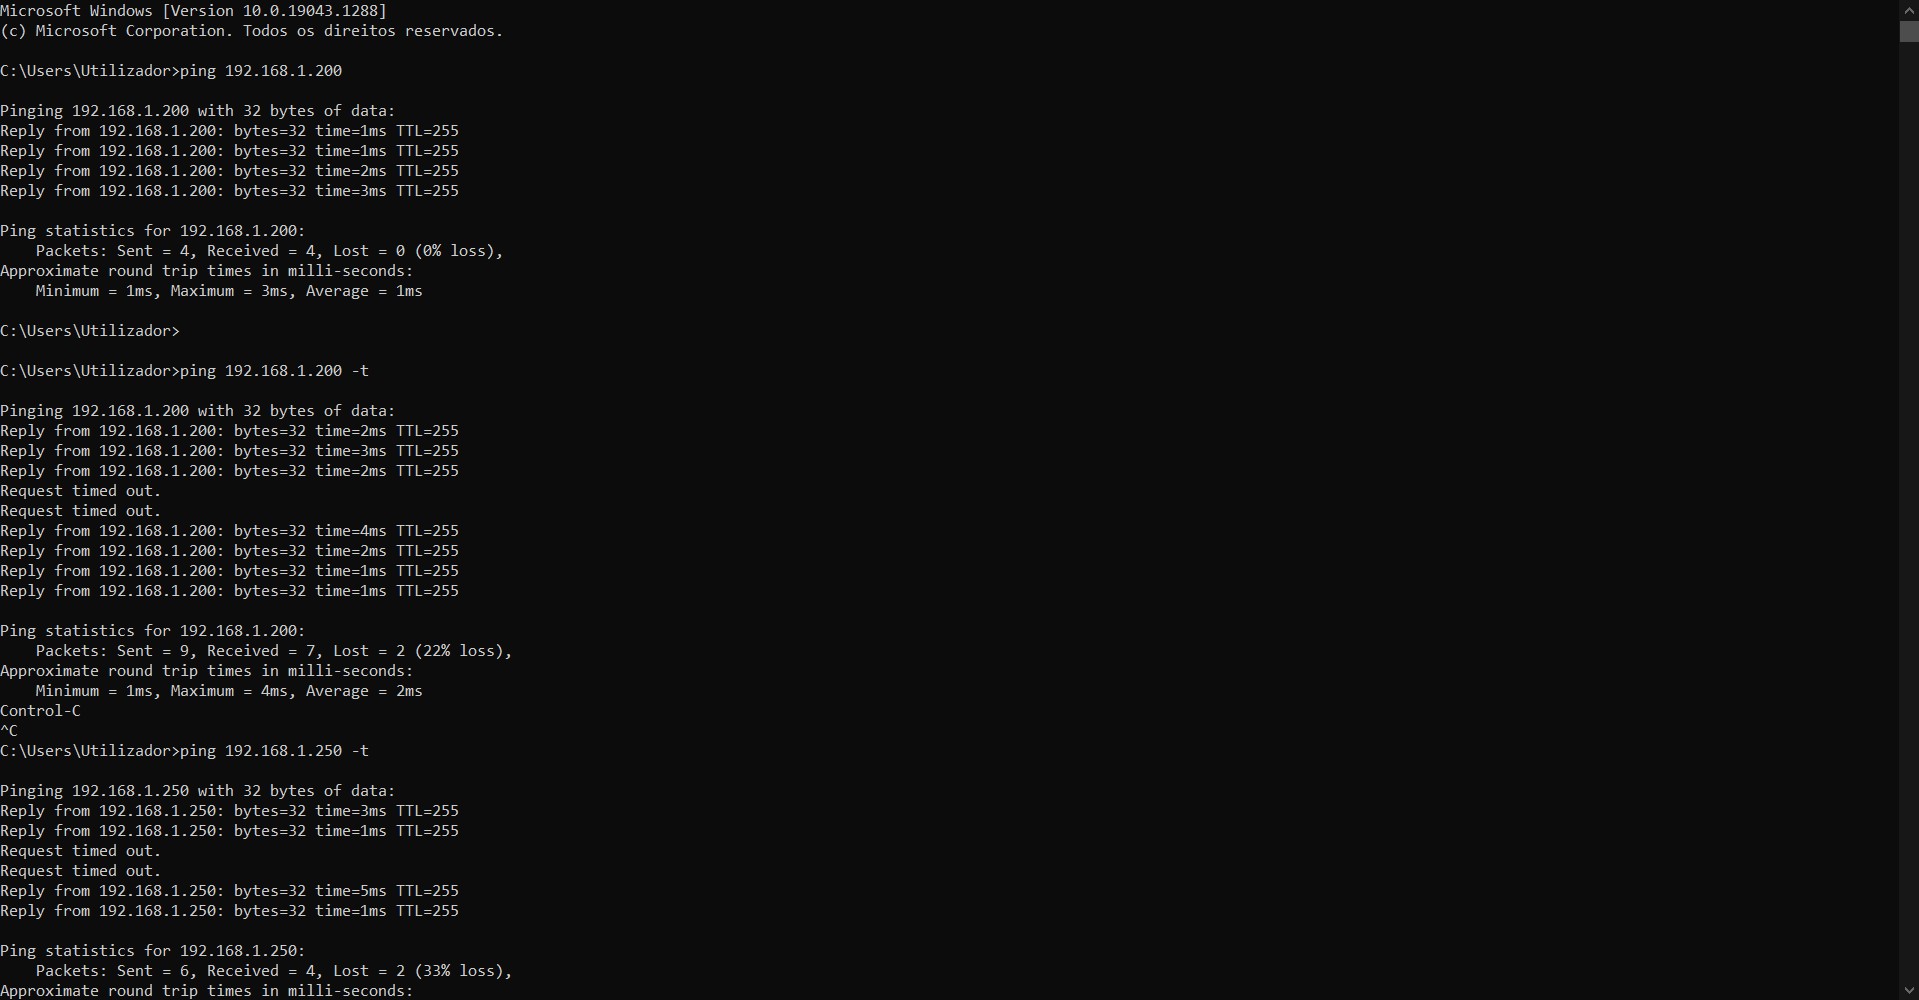 Microsoft Windows [Version 10.0.19043.1288]
(c) Microsoft Corporation. Todos os direitos reservados.
C:\Users\Utilizador>ping 192.168.1.200
Pinging 192.168.1.200 with 32 bytes of data:
Reply from 192.168.1.200: bytes=32 time=1ms TTL=255
Reply from 192.168.1.200: bytes=32 time=1ms TTL=255
Reply from 192.168.1.200: bytes=32 time=2ms TTL=255
Reply from 192.168.1.200: bytes=32 time=3ms TTL=255
Ping statistics for 192.168.1.200:
    Packets: Sent = 4, Received = 4, Lost = 0 (0% loss),
Approximate round trip times in milli-seconds:
    Minimum = 1ms, Maximum = 3ms, Average = 1ms
C:\Users\Utilizador>
C:\Users\Utilizador>ping 192.168.1.200 -t
Pinging 192.168.1.200 with 32 bytes of data:
Reply from 192.168.1.200: bytes=32 time=2ms TTL=255
Reply from 192.168.1.200: bytes=32 time=3ms TTL=255
Reply from 192.168.1.200: bytes=32 time=2ms TTL=255
Request timed out.
Request timed out.
Reply from 192.168.1.200: bytes=32 time=4ms TTL=255
Reply from 192.168.1.200: bytes=32 time=2ms TTL=255
Reply from 192.168.1.200: bytes=32 time=1ms TTL=255
Reply from 192.168.1.200: bytes=32 time=1ms TTL=255
Ping statistics for 192.168.1.200:
    Packets: Sent = 9, Received = 7, Lost = 2 (22% loss),
Approximate round trip times in milli-seconds:
    Minimum = 1ms, Maximum = 4ms, Average = 2ms
Control-C
^C
C:\Users\Utilizador>ping 192.168.1.250 -t
Pinging 192.168.1.250 with 32 bytes of data:
Reply from 192.168.1.250: bytes=32 time=3ms TTL=255
Reply from 192.168.1.250: bytes=32 time=1ms TTL=255
Request timed out.
Request timed out.
Reply from 192.168.1.250: bytes=32 time=5ms TTL=255
Reply from 192.168.1.250: bytes=32 time=1ms TTL=255
Ping statistics for 192.168.1.250:
    Packets: Sent = 6, Received = 4, Lost = 2 (33% loss),
Approximate round trip times in milli-seconds: